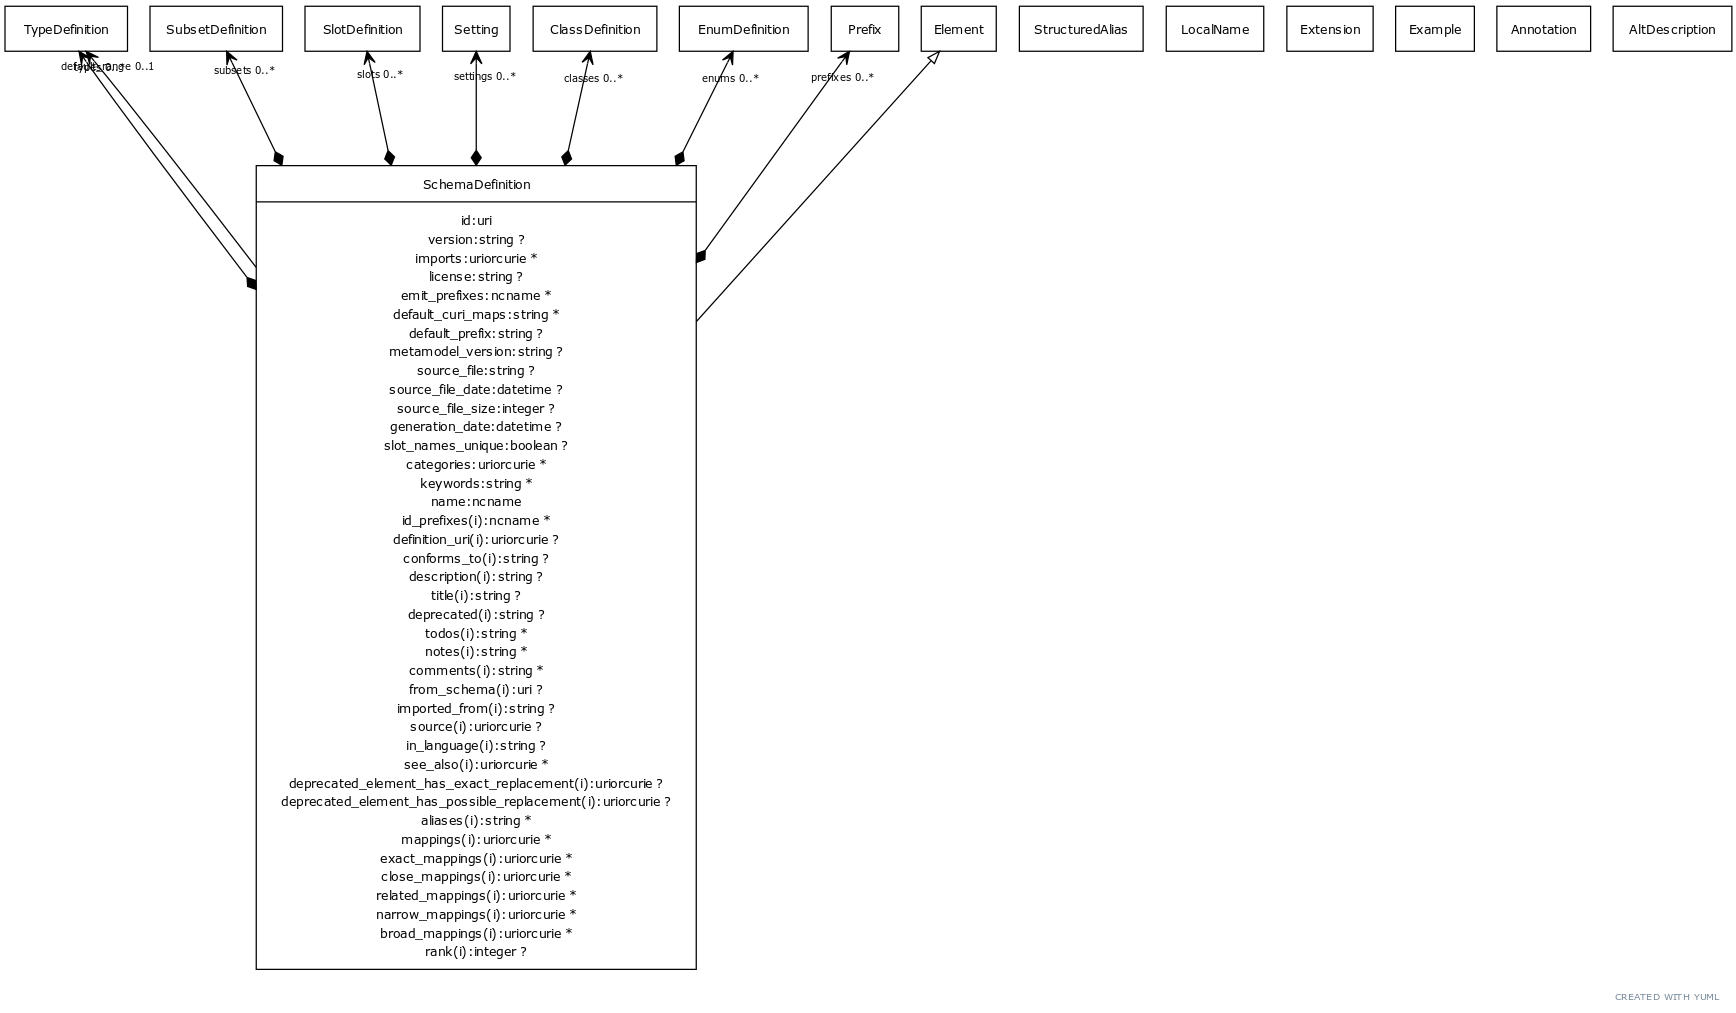 TypeDefinition
SubsetDefinition
SlotDefinition
Setting
ClassDefinition
EnumDefinition
Prefix
Element
StructuredAlias
LocalName
Extension
Example
Annotation
AltDescription
0..1
subsets 0..*
slots 0..*
settings 0..*
classes 0..*
enums 0..*
prefixes 0..*
SchemaDefinition
id:uri
version:string ?
imports:uriorcurie *
license:string ?
emit_prefixes:ncname *
default_curi_maps:string *
default_prefix:string ?
metamodel_version:string ?
source_file:string ?
source_file_date:datetime ?
source_file_size:integer ?
generation_date:datetime ?
slot_names_unique:boolean ?
categories:uriorcurie *
keywords:string *
name:ncname
id_prefixes(i):ncname *
definition_uri(i):uriorcurie ?
conforms_to(i):string ?
description(i):string ?
title(i):string ?
deprecated(i):string ?
todos(i):string *
notes(i):string *
comments(i):string *
from_schema(i):uri ?
imported_from(i):string ?
source(i):uriorcurie ?
in_language(i):string ?
see_also(i):uriorcurie *
deprecated_element_has_exact_replacement(i):uriorcurie ?
deprecated_element_has_possible_replacement(i):uriorcurie ?
aliases(i):string *
mappings(i):uriorcurie *
exact_mappings(i):uriorcurie *
close_mappings(i):uriorcurie *
related_mappings(i):uriorcurie *
narrow_mappings(i):uriorcurie *
broad_mappings(i):uriorcurie *
rank(i):integer ?
CREATED WITH YUML